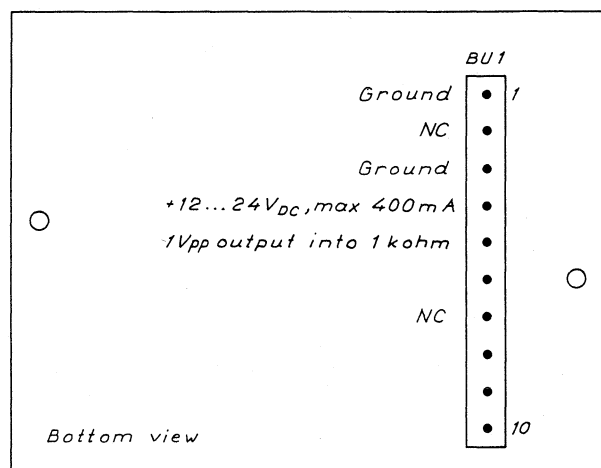 BU1
Ground 1
NC
Ground
+12...24VDC, max 400mA
1Vpp output into 1 kohm
NC
10
Bottom view